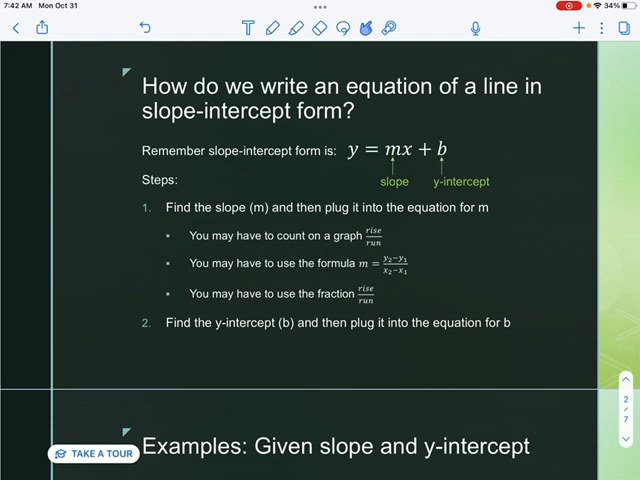 7:42 AM Mon Oct 31
34%
How do we write an equation of a line in
slope-intercept form?
Remember slope-intercept form is: y = mx + b
Steps:
slope y-intercept
1. Find the slope (m) and then plug it into the equation for m
▪ You may have to count on a graph rise/run
▪ You may have to use the formula m = y₂−y₁/x₂−x₁
▪ You may have to use the fraction rise/run
2. Find the y-intercept (b) and then plug it into the equation for b
2
/
7
TAKE A TOUR
Examples: Given slope and y-intercept